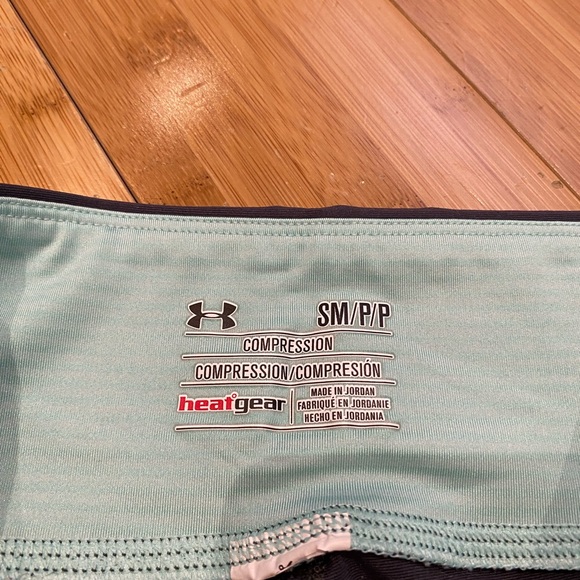 SM/P/P
COMPRESSION
COMPRESSION/COMPRESIÓN
heatgear
MADE IN JORDAN
FABRIQUÉ EN JORDANIE
HECHO EN JORDANIA